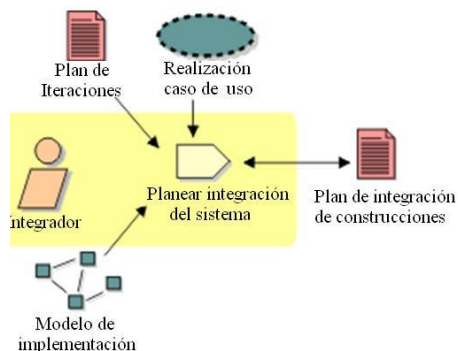 Plan de
Iteraciones
Realización
caso de uso
Integrador
Planear integración
del sistema
Plan de integración
de construcciones
Modelo de
implementación